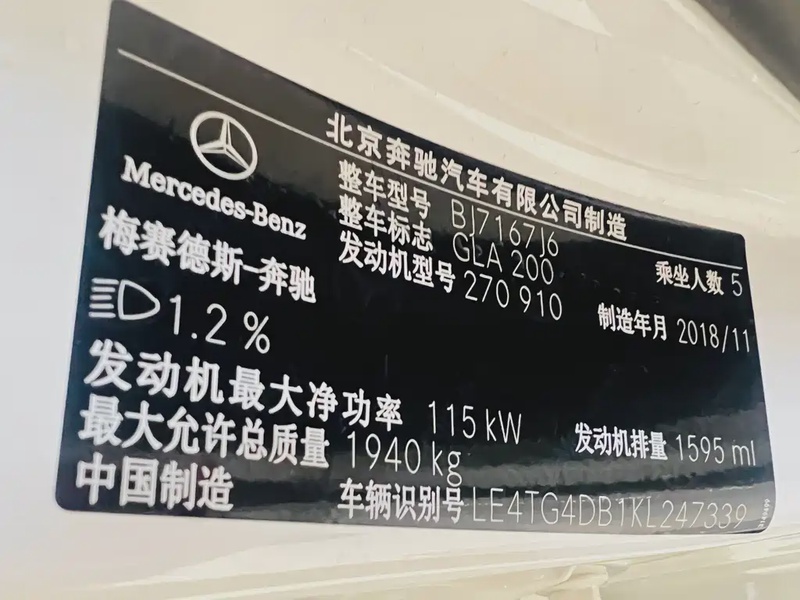 北京奔驰汽车有限公司制造
Mercedes-Benz
梅赛德斯-奔驰
整车型号 BJ7167J6
整车标志 GLA 200
乘坐人数 5
发动机型号 270 910
制造年月 2018/11
1.2 %
发动机最大净功率 115 kW
发动机排量 1595 ml
最大允许总质量 1940 kg
中国制造
车辆识别号 LE4TG4DB1KL247339